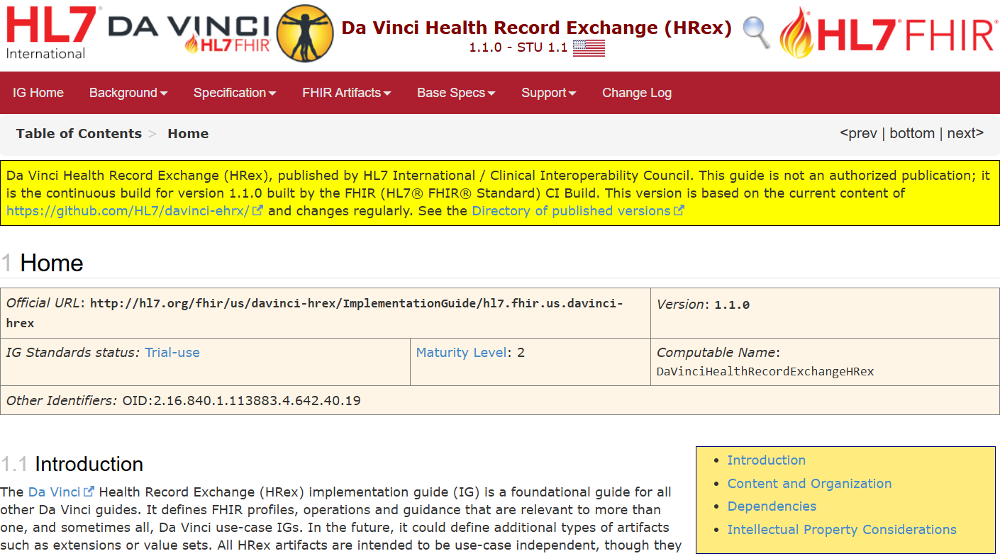 HL7 International DA VINCI HL7 FHIR Da Vinci Health Record Exchange (HRex) HL7 FHIR
1.1.0 - STU 1.1
IG Home Background Specification FHIR Artifacts Base Specs Support Change Log
Table of Contents > Home <prev | bottom | next>
Da Vinci Health Record Exchange (HRex), published by HL7 International / Clinical Interoperability Council. This guide is not an authorized publication; it
is the continuous build for version 1.1.0 built by the FHIR (HL7® FHIR® Standard) CI Build. This version is based on the current content of
https://github.com/HL7/davinci-ehrx/ and changes regularly. See the Directory of published versions
1 Home
Official URL: http://hl7.org/fhir/us/davinci-hrex/ImplementationGuide/hl7.fhir.us.davinci-
hrex
Version: 1.1.0
IG Standards status: Trial-use
Maturity Level: 2
Computable Name:
DaVinciHealthRecordExchangeHRex
Other Identifiers: OID:2.16.840.1.113883.4.642.40.19
1.1 Introduction
The Da Vinci Health Record Exchange (HRex) implementation guide (IG) is a foundational guide for all
other Da Vinci guides. It defines FHIR profiles, operations and guidance that are relevant to more than
one, and sometimes all, Da Vinci use-case IGs. In the future, it could define additional types of artifacts
such as extensions or value sets. All HRex artifacts are intended to be use-case independent, though they
• Introduction
• Content and Organization
• Dependencies
• Intellectual Property Considerations